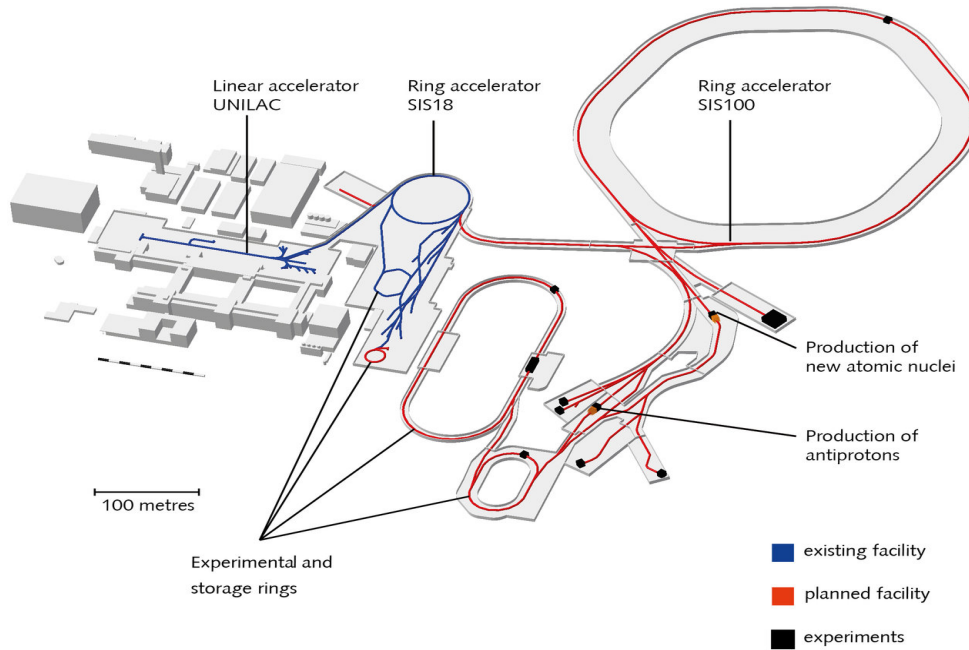 Linear accelerator
UNILAC
Ring accelerator
SIS18
Ring accelerator
SIS100
Production of
new atomic nuclei
Production of
antiprotons
100 metres
Experimental and
storage rings
existing facility
planned facility
experiments